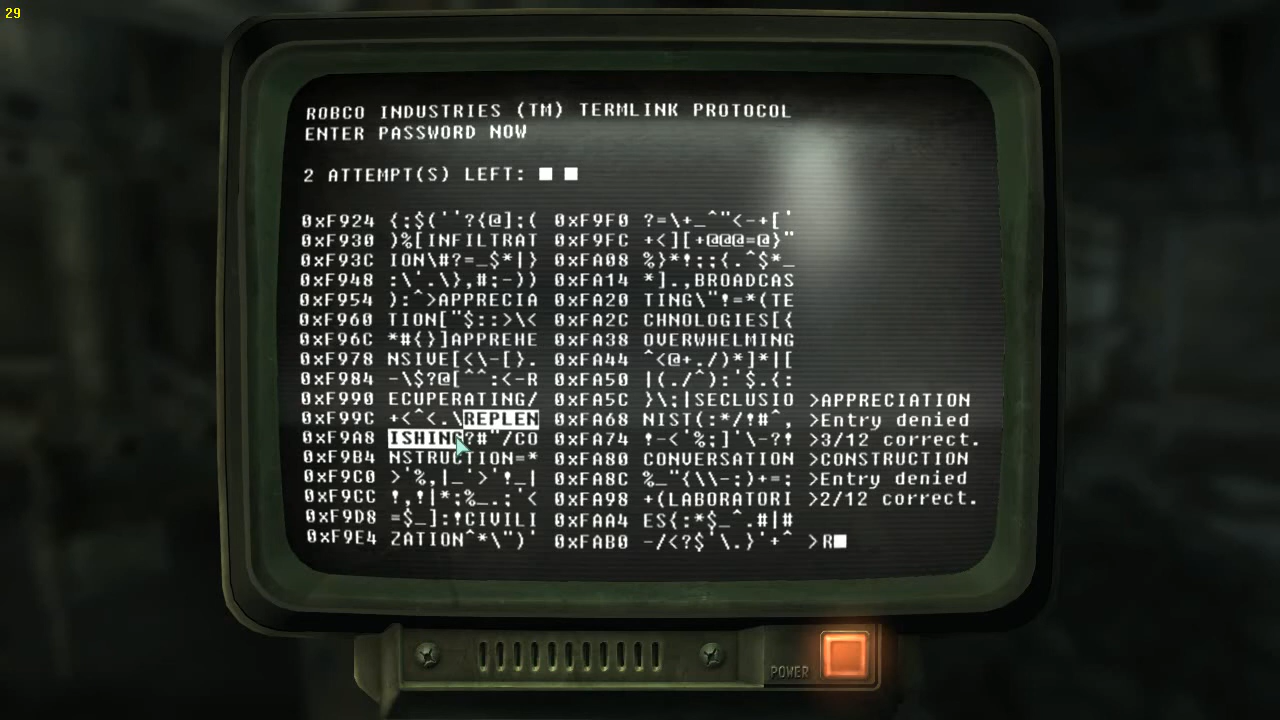 29
ROBCO INDUSTRIES (TM) TERMLINK PROTOCOL
ENTER PASSWORD NOW
2 ATTEMPT(S) LEFT: ■ ■
0xF924 {;$(''?{@];( 0xF9F0 ?=\+_^"<-+['
0xF930 )%[INFILTRAT 0xF9FC +<][+@@@=@}"
0xF93C ION\#?=_$*|} 0xFA08 %}*!;;{.^$*_
0xF948 :\'.\},#:-)) 0xFA14 *].,BROADCAS
0xF954 ):^>APPRECIA 0xFA20 TING\"!=*(TE
0xF960 TION["$::>\< 0xFA2C CHNOLOGIES[{
0xF96C *#{}]APPREHE 0xFA38 OVERWHELMING
0xF978 NSIVE[<\-[}. 0xFA44 ^<@+./)*]*|[
0xF984 -\$?@[^^:<-R 0xFA50 |(./^):'$.{:
0xF990 ECUPERATING/ 0xFA5C }\;|SECLUSIO >APPRECIATION
0xF99C +<^<.\REPLEN 0xFA68 NIST(:*/!#^, >Entry denied
0xF9A8 ISHING?#"/CO 0xFA74 !-<'%;]'\-?! >3/12 correct.
0xF9B4 NSTRUCTION=* 0xFA80 CONVERSATION >CONSTRUCTION
0xF9C0 >'%,|_'>'!_| 0xFA8C %_"{\\-;)+=; >Entry denied
0xF9CC !,!|*;%_.;'< 0xFA98 +(LABORATORI >2/12 correct.
0xF9D8 =$_]:!CIVILI 0xFAA4 ES{:*$_^.#|#
0xF9E4 ZATION^*\")' 0xFAB0 -/<?$'\.}'+^ >R■
POWER